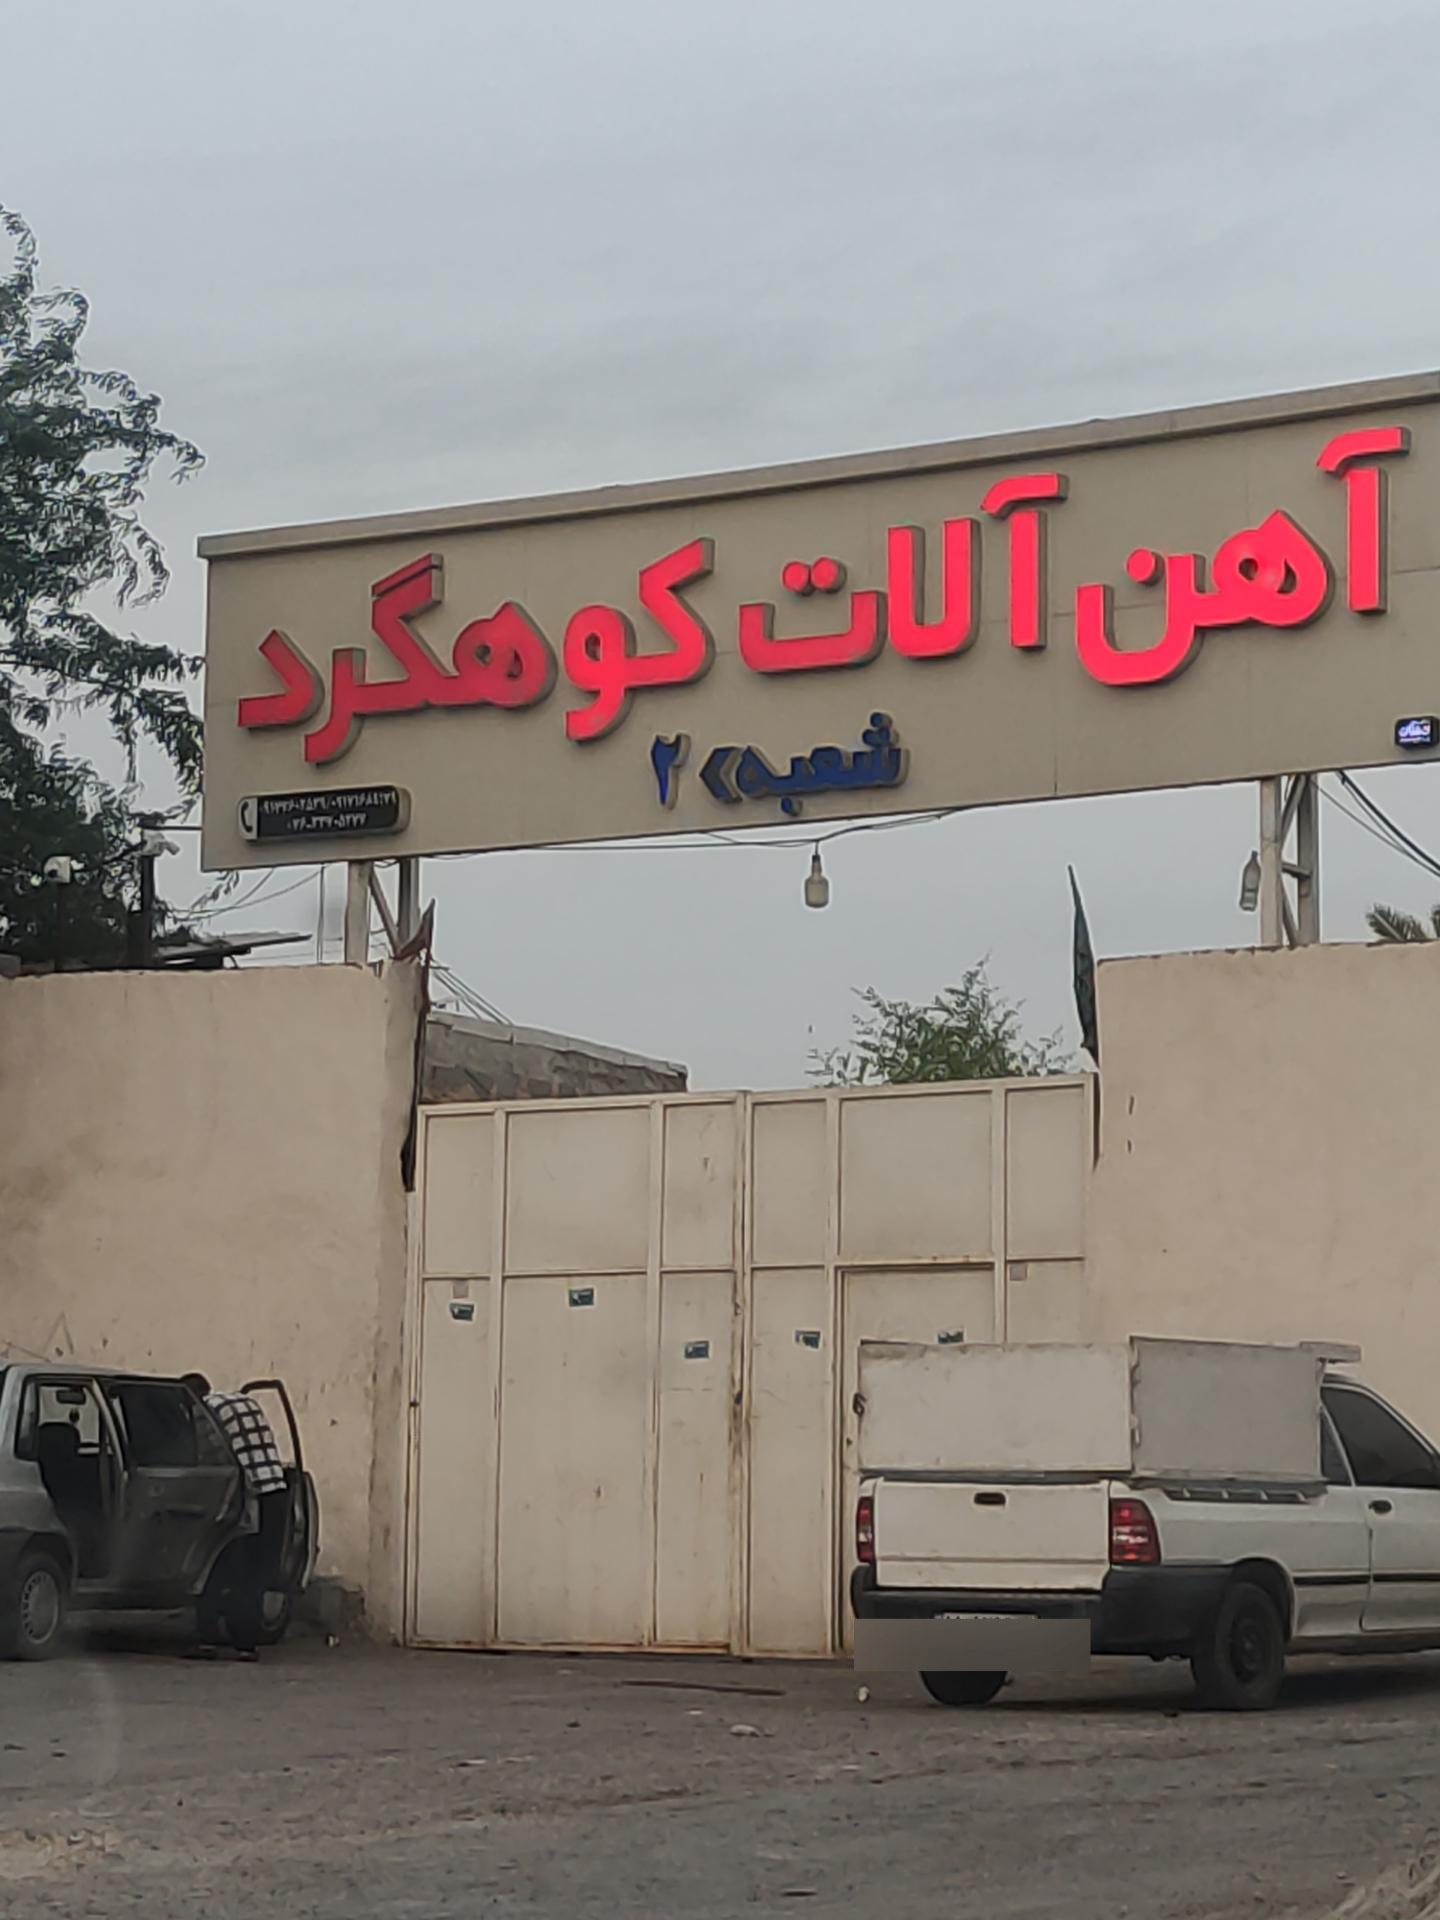 آهن آلات کوهگرد
شعبه » ۲